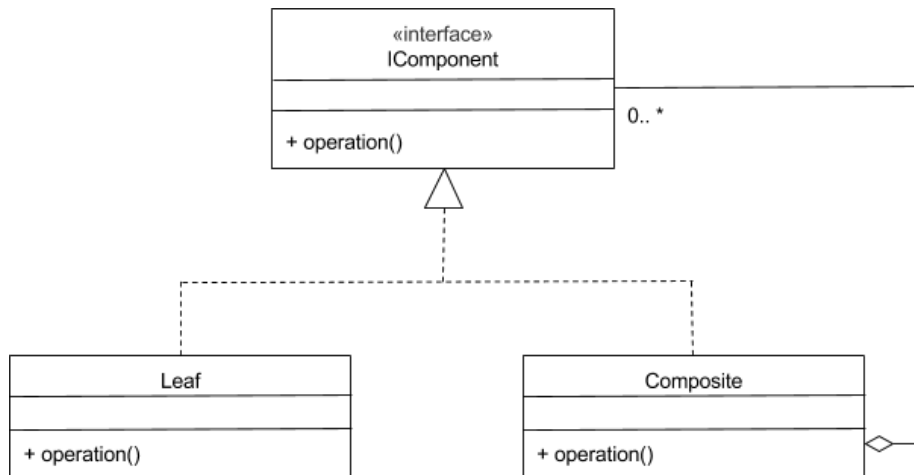 «interface»
IComponent
0.. *
+ operation()
Leaf
Composite
+ operation()
+ operation()